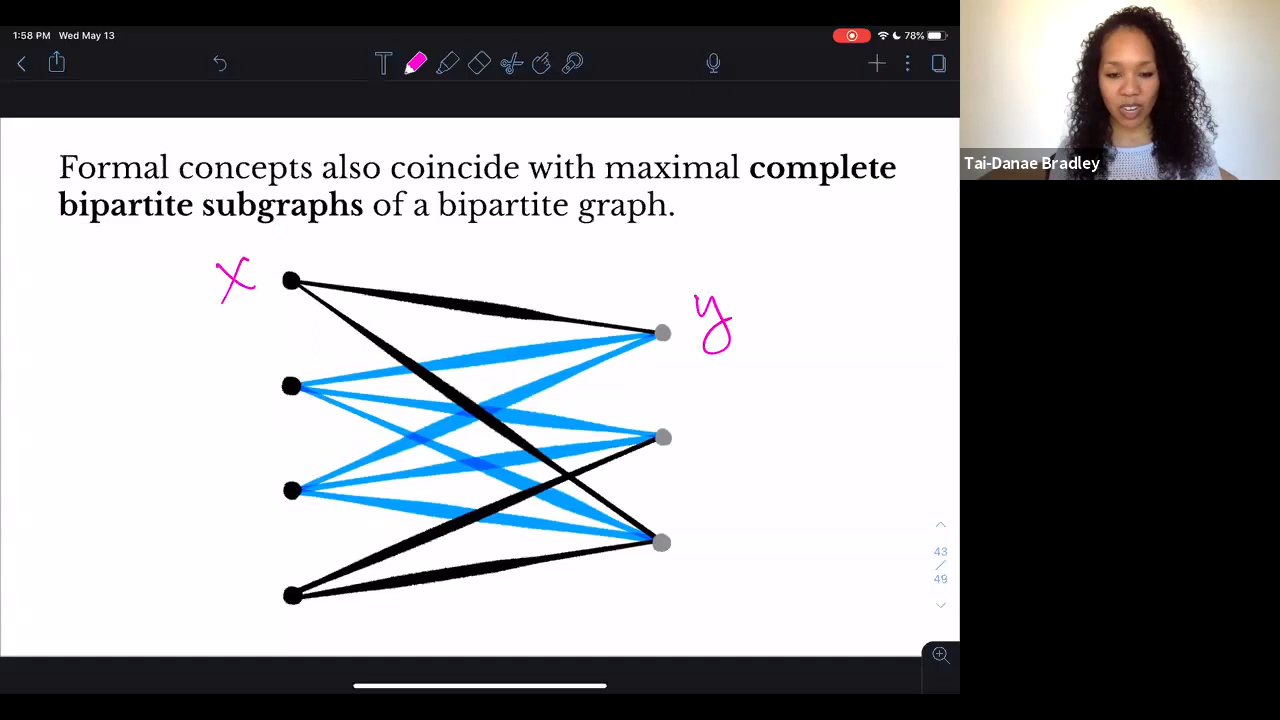 1:58 PM Wed May 13
78%
T
Formal concepts also coincide with maximal complete
bipartite subgraphs of a bipartite graph.
x
y
43
/
49
Tai-Danae Bradley